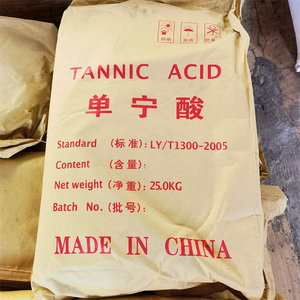 TANNIC ACID
单宁酸
Standard (标准): LY/T1300-2005
Content (含量):
Net weight (净重): 25.0KG
Batch No. (批号):
MADE IN CHINA